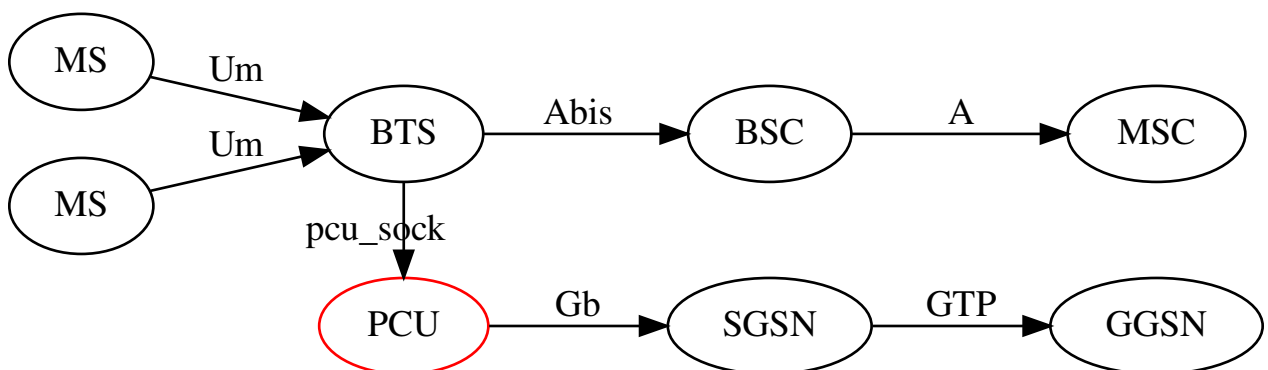 MS
Um
BTS
Abis
BSC
A
MSC
MS
Um
pcu_sock
PCU
Gb
SGSN
GTP
GGSN